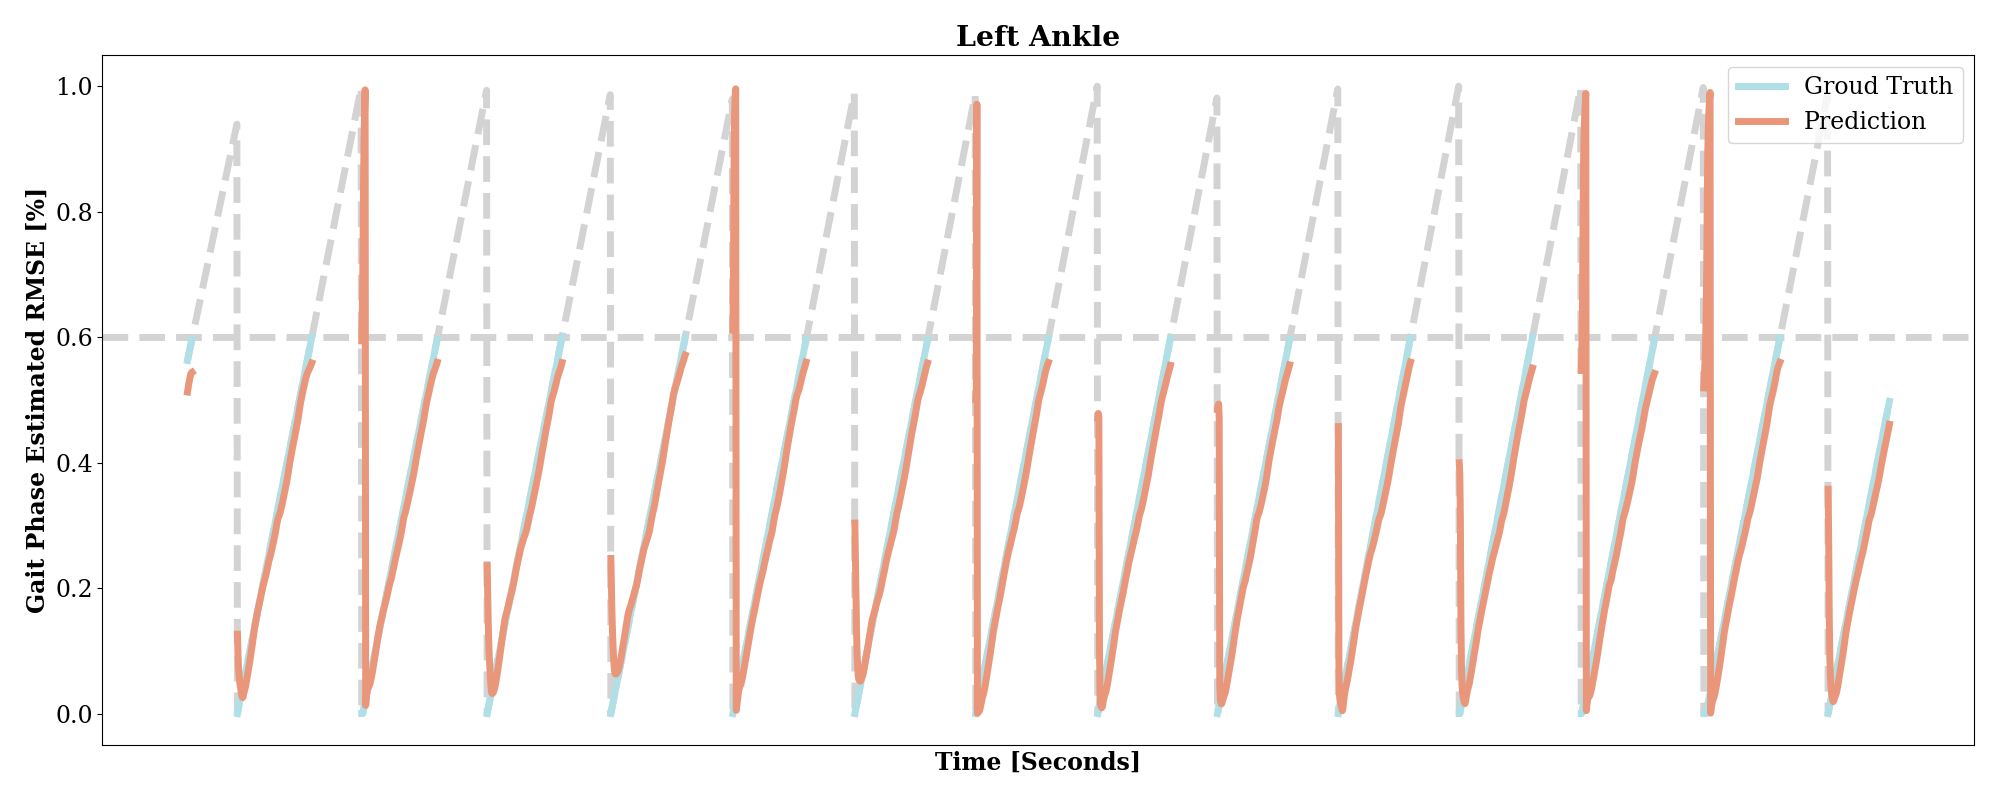 Left Ankle
Groud Truth
Prediction
1.0
0.8
0.6
0.4
0.2
0.0
Gait Phase Estimated RMSE [%]
Time [Seconds]